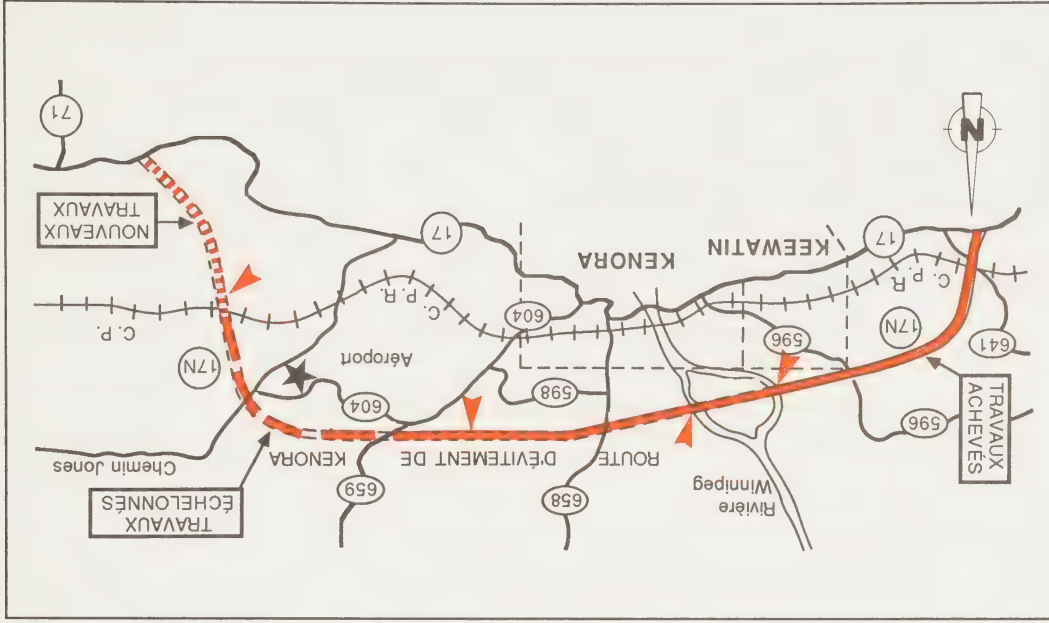 Rivière
Winnipeg
658
659
TRAVAUX
ÉCHELONNÉS
ROUTE D'ÉVITEMENT DE KENORA
Chemin Jones
TRAVAUX
ACHEVÉS
596
604
598
641
17N
596
Aéroport
17N
604
C.P.R.
C.P.R.
C.P.
17
KEEWATIN
KENORA
17
NOUVEAUX
TRAVAUX
N
71